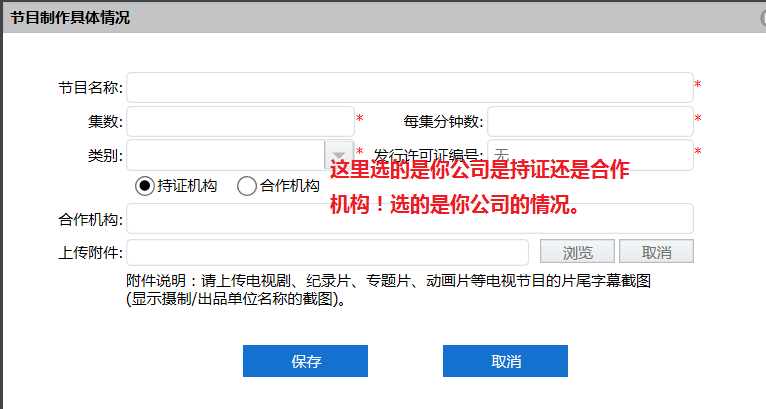 节目制作具体情况
节目名称: *
集数: * 每集分钟数: *
类别: * 发行许可证编号: 无 *
持证机构 合作机构
这里选的是你公司是持证还是合作
机构！选的是你公司的情况。
合作机构:
上传附件: 浏览 取消
附件说明：请上传电视剧、纪录片、专题片、动画片等电视节目的片尾字幕截图
(显示摄制/出品单位名称的截图)。
保存 取消